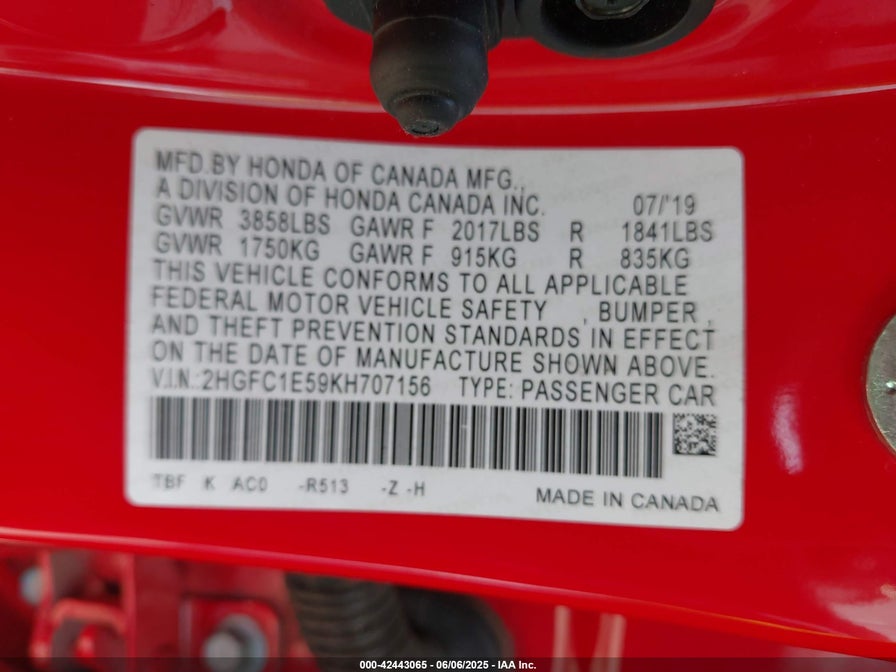 MFD.BY HONDA OF CANADA MFG.,
A DIVISION OF HONDA CANADA INC. 07/'19
GVWR 3858LBS GAWR F 2017LBS R 1841LBS
GVWR 1750KG GAWR F 915KG R 835KG
THIS VEHICLE CONFORMS TO ALL APPLICABLE
FEDERAL MOTOR VEHICLE SAFETY , BUMPER ,
AND THEFT PREVENTION STANDARDS IN EFFECT
ON THE DATE OF MANUFACTURE SHOWN ABOVE.
V.I.N.:2HGFC1E59KH707156 TYPE: PASSENGER CAR
TBF K AC0 -R513 -Z -H
MADE IN CANADA
000-42443065 - 06/06/2025 - IAA Inc.